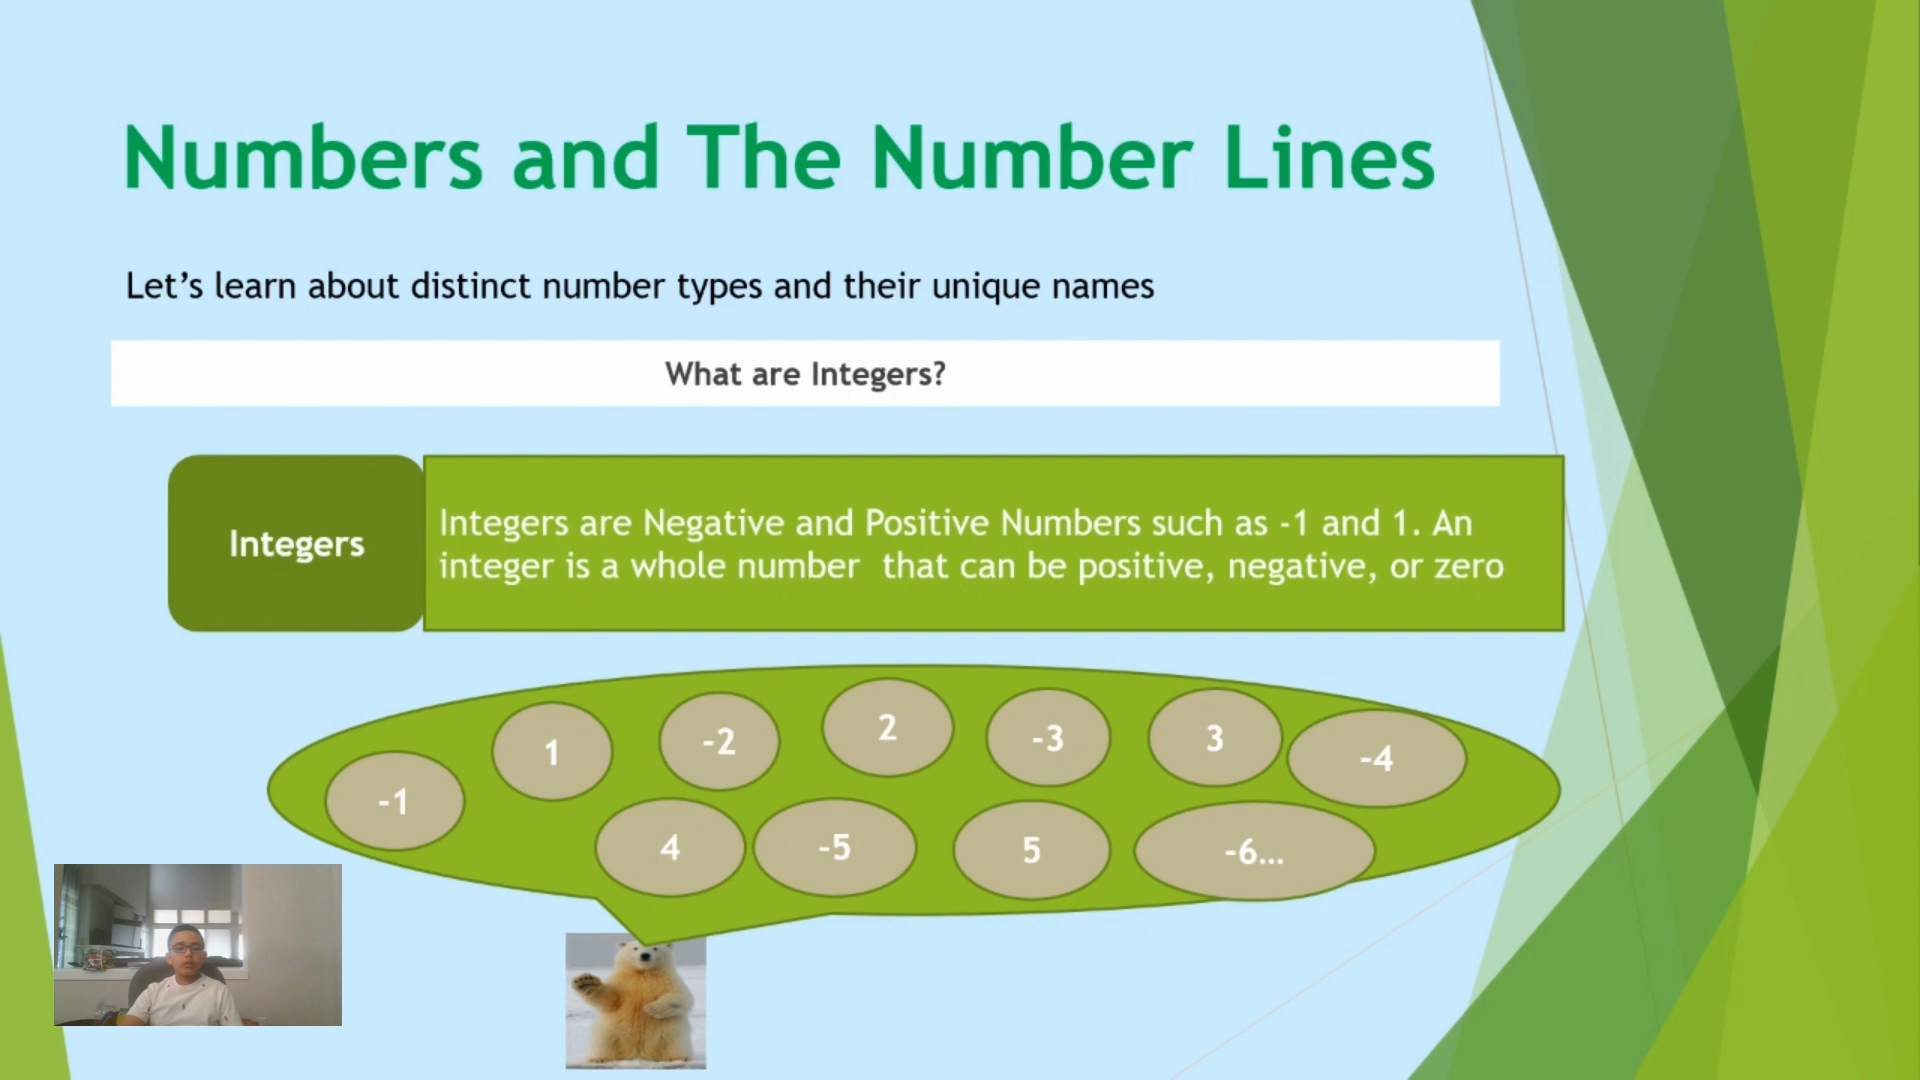 Numbers and The Number Lines
Let’s learn about distinct number types and their unique names
What are Integers?
Integers
Integers are Negative and Positive Numbers such as -1 and 1. An
integer is a whole number  that can be positive, negative, or zero
-1
1
-2
2
-3
3
-4
4
-5
5
-6…